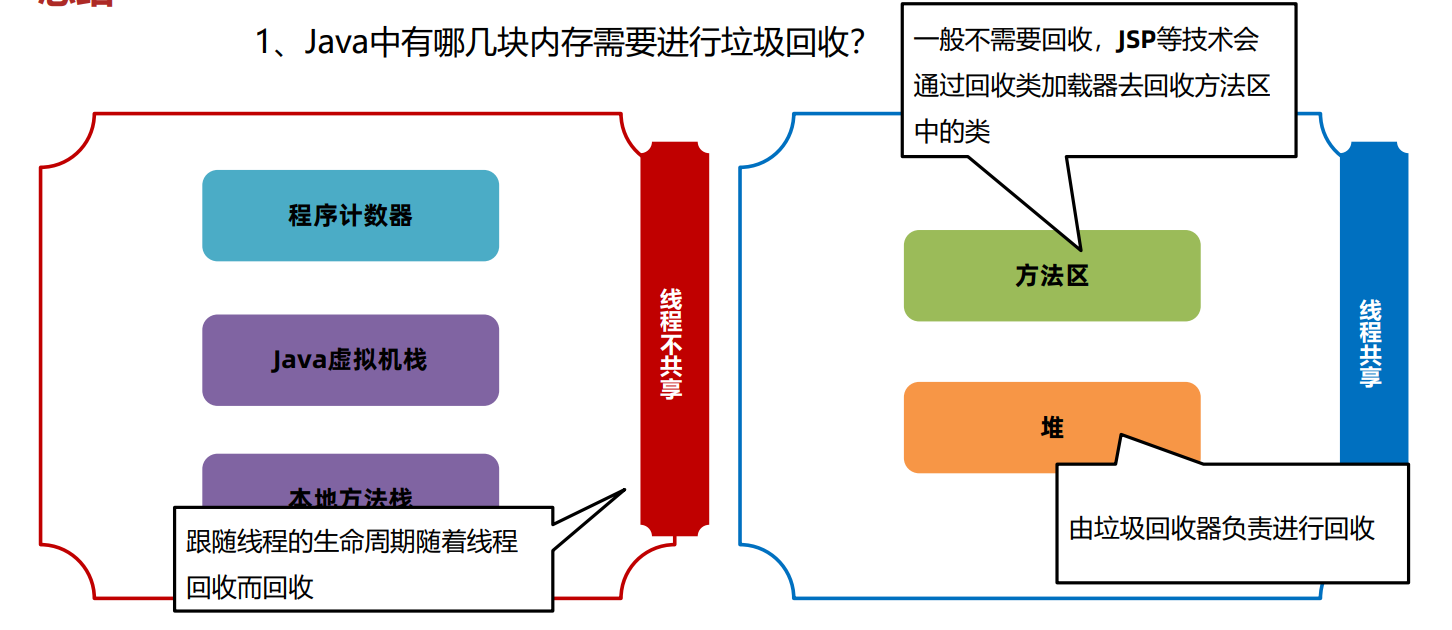 1、Java中有哪几块内存需要进行垃圾回收？
一般不需要回收，JSP等技术会
通过回收类加载器去回收方法区
中的类
程序计数器
Java虚拟机栈
本地方法栈
跟随线程的生命周期随着线程
回收而回收
线程不共享
方法区
堆
由垃圾回收器负责进行回收
线程共享